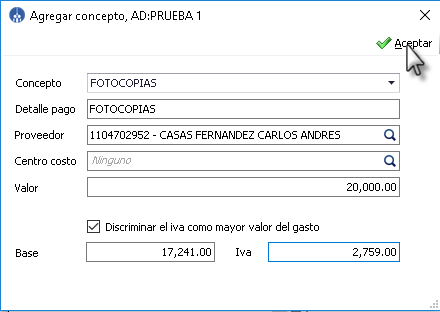 Agregar concepto, AD:PRUEBA 1
Aceptar
Concepto FOTOCOPIAS
Detalle pago FOTOCOPIAS
Proveedor 1104702952 - CASAS FERNANDEZ CARLOS ANDRES
Centro costo Ninguno
Valor 20,000.00
Discriminar el iva como mayor valor del gasto
Base 17,241.00 Iva 2,759.00